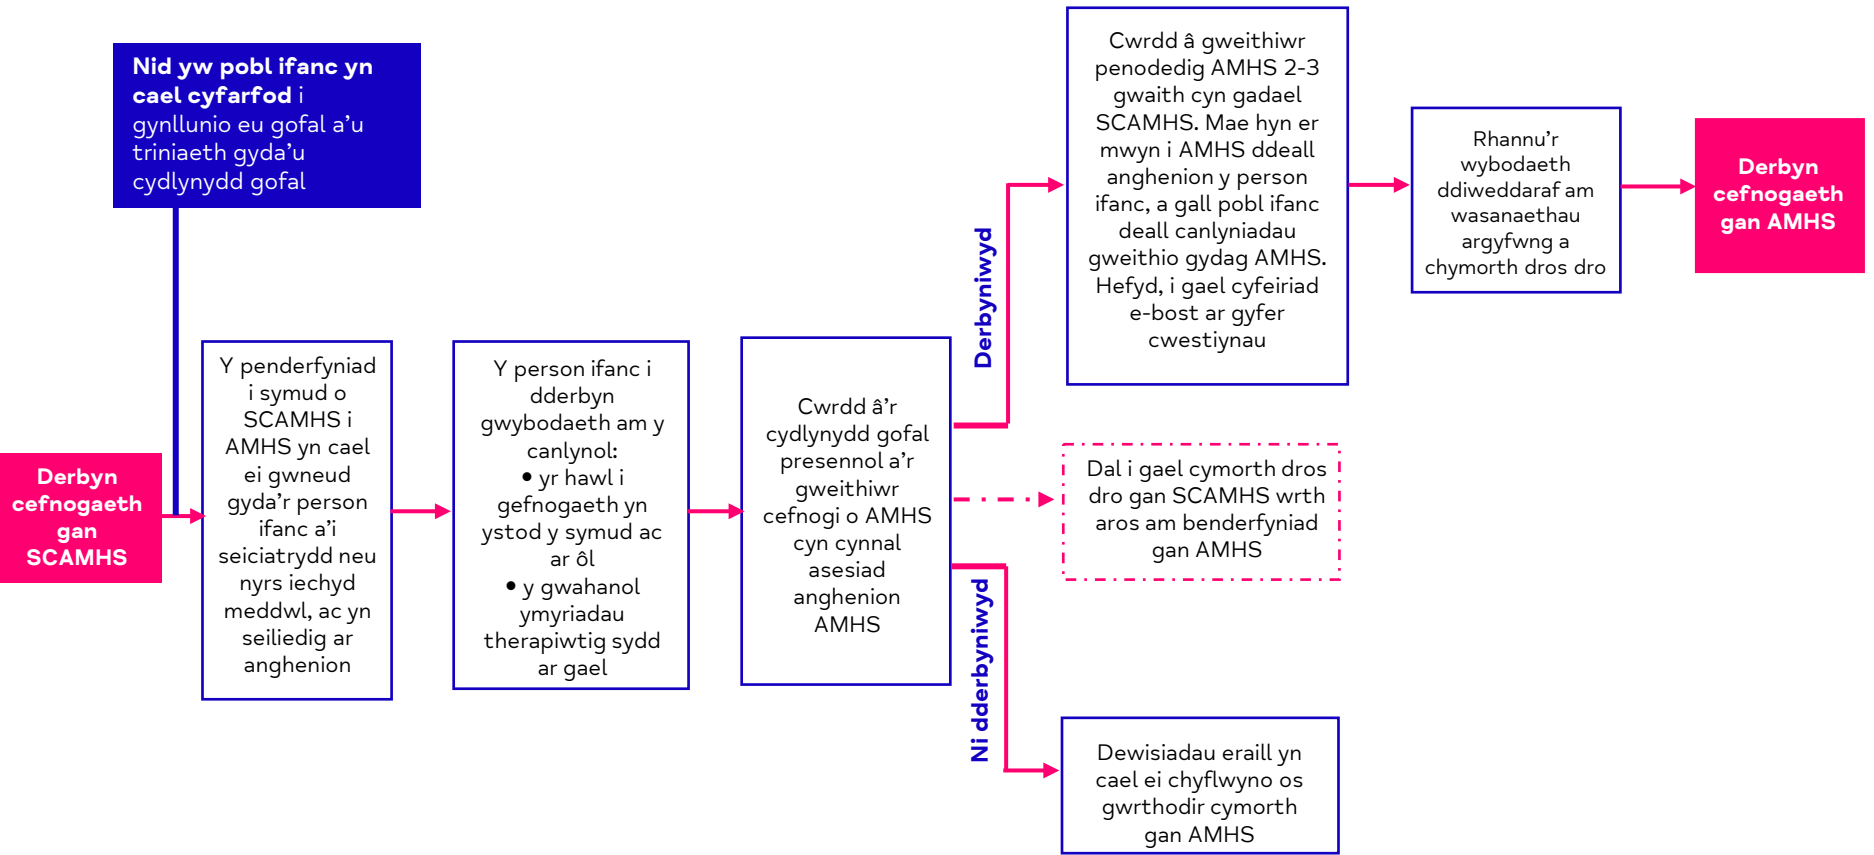 Nid yw pobl ifanc yn
cael cyfarfod i
gynllunio eu gofal a’u
triniaeth gyda’u
cydlynydd gofal
Derbyn
cefnogaeth
gan
SCAMHS
Y penderfyniad
i symud o
SCAMHS i
AMHS yn cael
ei gwneud
gyda’r person
ifanc a’i
seiciatrydd neu
nyrs iechyd
meddwl, ac yn
seiliedig ar
anghenion
Y person ifanc i
dderbyn
gwybodaeth am y
canlynol:
• yr hawl i
gefnogaeth yn
ystod y symud ac
ar ôl
• y gwahanol
ymyriadau
therapiwtig sydd
ar gael
Cwrdd â’r
cydlynydd gofal
presennol a’r
gweithiwr
cefnogi o AMHS
cyn cynnal
asesiad
anghenion
AMHS
Derbyniwyd
Cwrdd â gweithiwr
penodedig AMHS 2-3
gwaith cyn gadael
SCAMHS. Mae hyn er
mwyn i AMHS ddeall
anghenion y person
ifanc, a gall pobl ifanc
deall canlyniadau
gweithio gydag AMHS.
Hefyd, i gael cyfeiriad
e-bost ar gyfer
cwestiynau
Rhannu’r
wybodaeth
ddiweddaraf am
wasanaethau
argyfwng a
chymorth dros dro
Derbyn
cefnogaeth
gan AMHS
Dal i gael cymorth dros
dro gan SCAMHS wrth
aros am benderfyniad
gan AMHS
Ni dderbyniwyd
Dewisiadau eraill yn
cael ei chyflwyno os
gwrthodir cymorth
gan AMHS